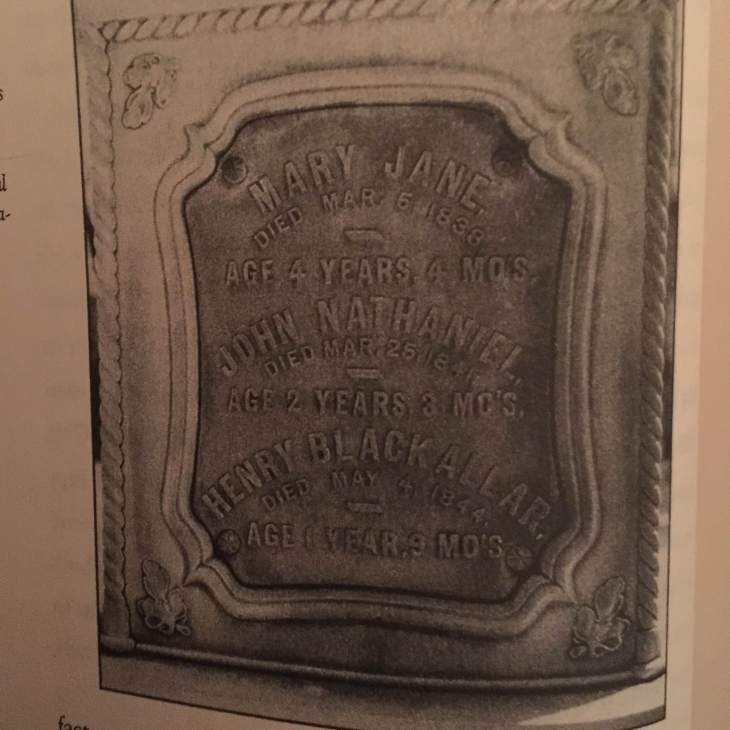 s
l
a-
MARY JANE
DIED MAR. 5, 1838
AGE 4 YEARS, 4 MO'S.
JOHN NATHANIEL,
DIED MAR. 25,
AGE 2 YEARS, 3 MO'S.
HENRY BLACKALLAR,
DIED MAY 4, 1844,
AGE 1 YEAR, 9 MO'S.
fast